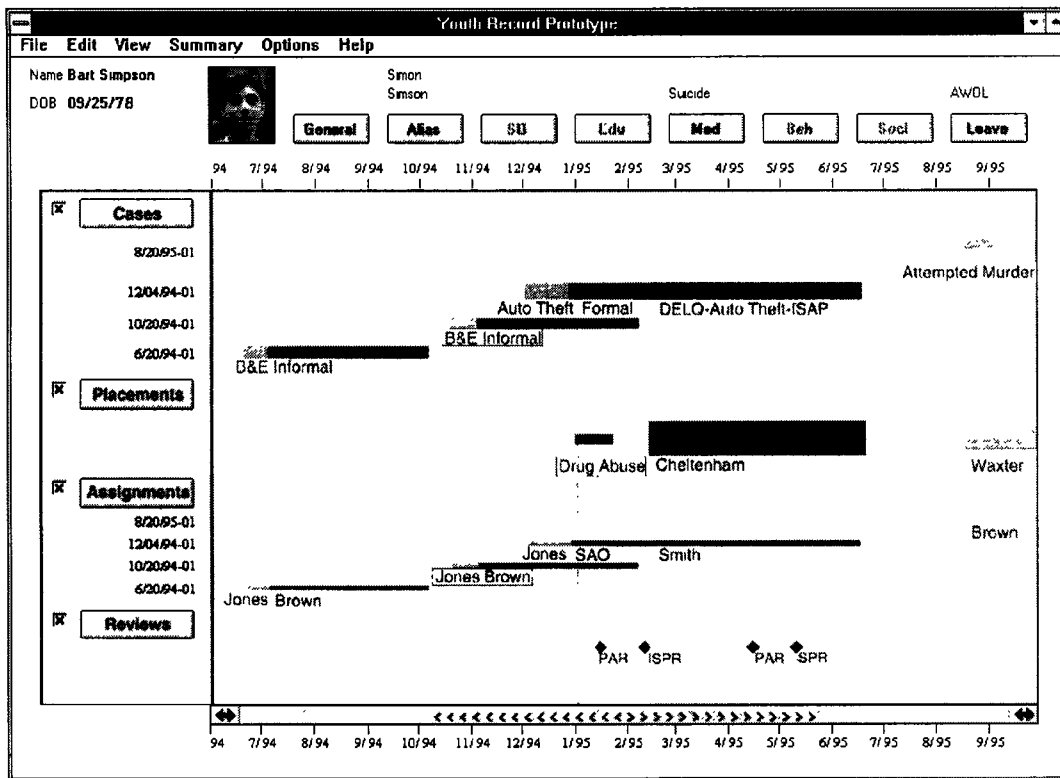 Youth Record Prototype
File Edit View Summary Options Help
Name Bart Simpson
DOB 09/25/78
Simon
Simson
Suicide
AWOL
General Alias SB Edu Med Beh Socl Leave
94 7/94 8/94 9/94 10/94 11/94 12/94 1/95 2/95 3/95 4/95 5/95 6/95 7/95 8/95 9/95
Cases
8/20/95-01
Attempted Murder
12/04/94-01
Auto Theft Formal DELQ-Auto Theft-ISAP
10/20/94-01
B&E Informal
6/20/94-01
B&E Informal
Placements
Drug Abuse Cheltenham Waxter
Assignments
8/20/95-01
Brown
12/04/94-01
Jones SAO Smith
10/20/94-01
Jones Brown
6/20/94-01
Jones Brown
Reviews
PAR ISPR PAR SPR
94 7/94 8/94 9/94 10/94 11/94 12/94 1/95 2/95 3/95 4/95 5/95 6/95 7/95 8/95 9/95